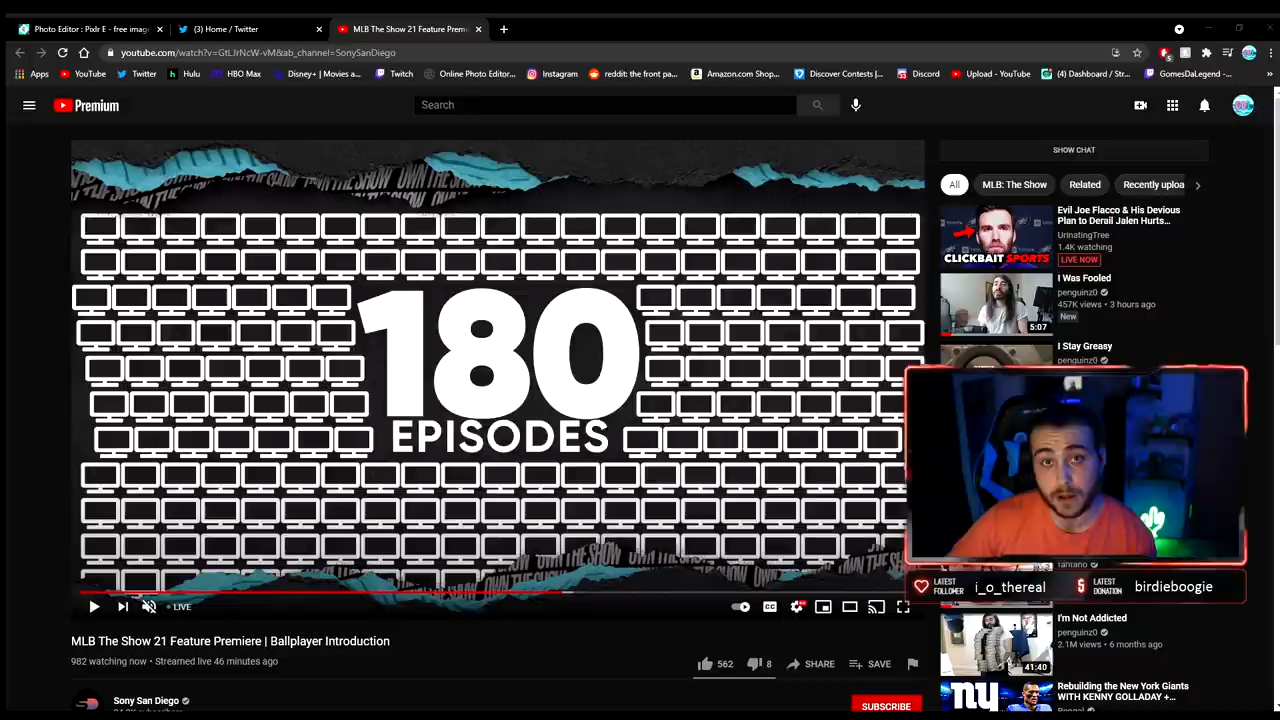 Photo Editor : Pixlr E - free imag
(3) Home / Twitter
MLB The Show 21 Feature Premie
youtube.com/watch?v=GtLJrNcW-vM&ab_channel=SonySanDiego
Apps
YouTube
Twitter
Hulu
HBO Max
Disney+ | Movies a...
Twitch
Online Photo Editor...
Instagram
reddit: the front pa...
Amazon.com Shop...
Discover Contests |...
Discord
Upload - YouTube
(4) Dashboard / Str...
GomesDaLegend -...
Premium
Search
SHOW CHAT
All
MLB: The Show
Related
Recently uploa
OWN THE SHOW
180
EPISODES
LIVE
CC
MLB The Show 21 Feature Premiere | Ballplayer Introduction
982 watching now • Streamed live 46 minutes ago
562
8
SHARE
SAVE
Sony San Diego
SUBSCRIBE
CLICKBAIT SPORTS
Evil Joe Flacco & His Devious
Plan to Derail Jalen Hurts...
UrinatingTree
1.4K watching
LIVE NOW
5:07
I Was Fooled
penguinz0
457K views • 3 hours ago
New
I Stay Greasy
penguinz0
LATEST
FOLLOWER
i_o_thereal
LATEST
DONATION
birdieboogie
41:40
I'm Not Addicted
penguinz0
2.1M views • 6 months ago
ny
Rebuilding the New York Giants
WITH KENNY GOLLADAY +...